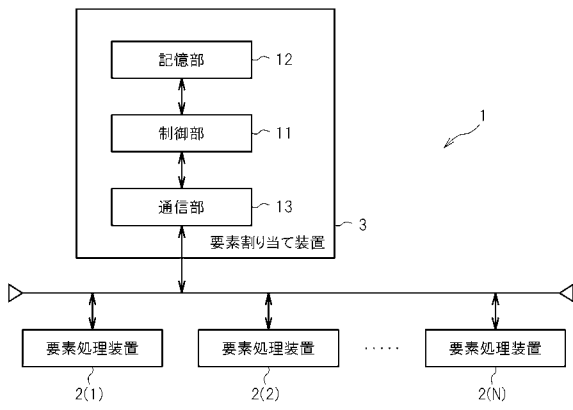 記憶部 12
制御部 11
1
通信部 13
要素割り当て装置 3
要素処理装置 要素処理装置 ····· 要素処理装置
2(1) 2(2) 2(N)